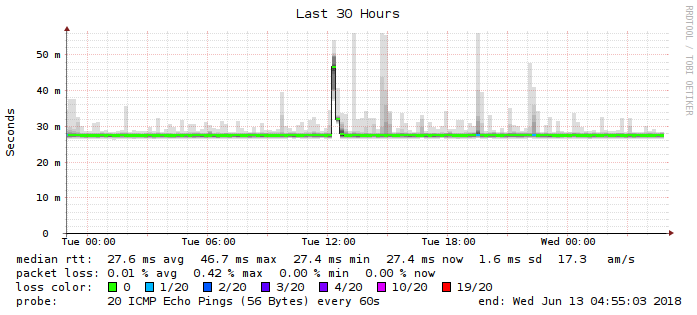 Last 30 Hours
RRDTOOL / TOBI OETIKER
Seconds
50 m
40 m
30 m
20 m
10 m
0
Tue 00:00 Tue 06:00 Tue 12:00 Tue 18:00 Wed 00:00
median rtt: 27.6 ms avg 46.7 ms max 27.4 ms min 27.4 ms now 1.6 ms sd 17.3 am/s
packet loss: 0.01 % avg 0.42 % max 0.00 % min 0.00 % now
loss color: 0 1/20 2/20 3/20 4/20 10/20 19/20
probe: 20 ICMP Echo Pings (56 Bytes) every 60s end: Wed Jun 13 04:55:03 2018